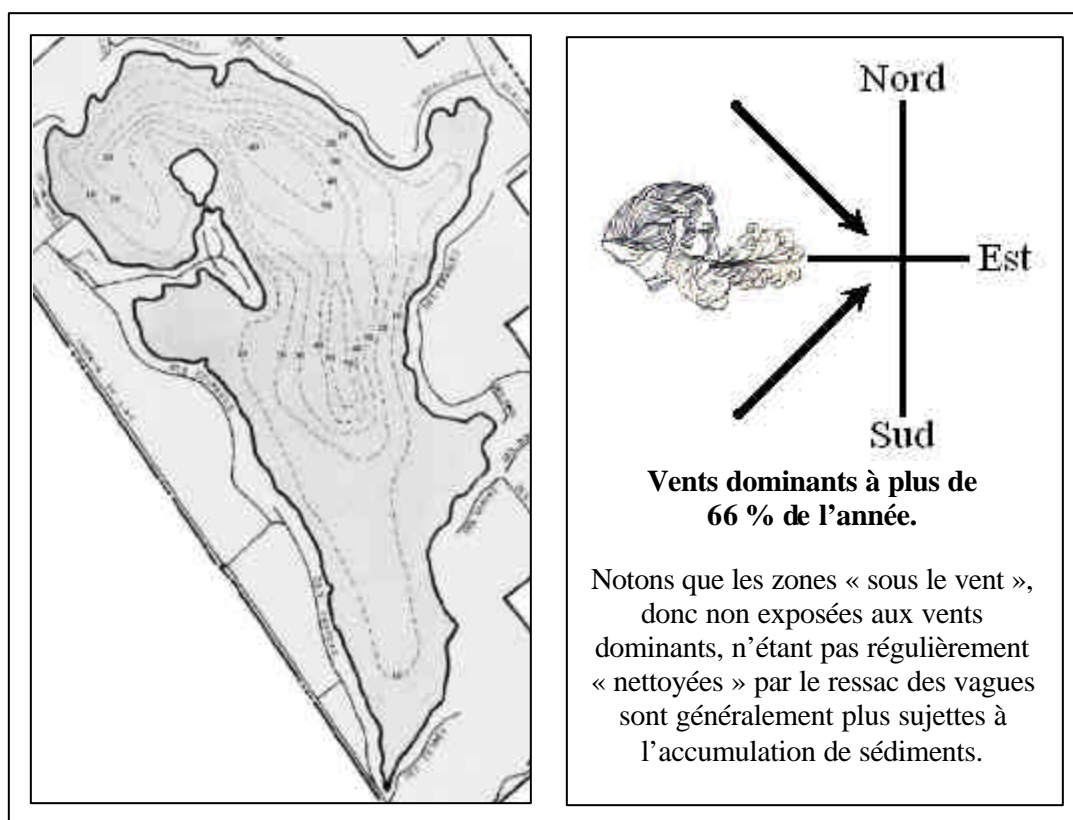 Nord
Est
Sud
Vents dominants à plus de
66 % de l’année.
Notons que les zones « sous le vent »,
donc non exposées aux vents
dominants, n’étant pas régulièrement
« nettoyées » par le ressac des vagues
sont généralement plus sujettes à
l’accumulation de sédiments.